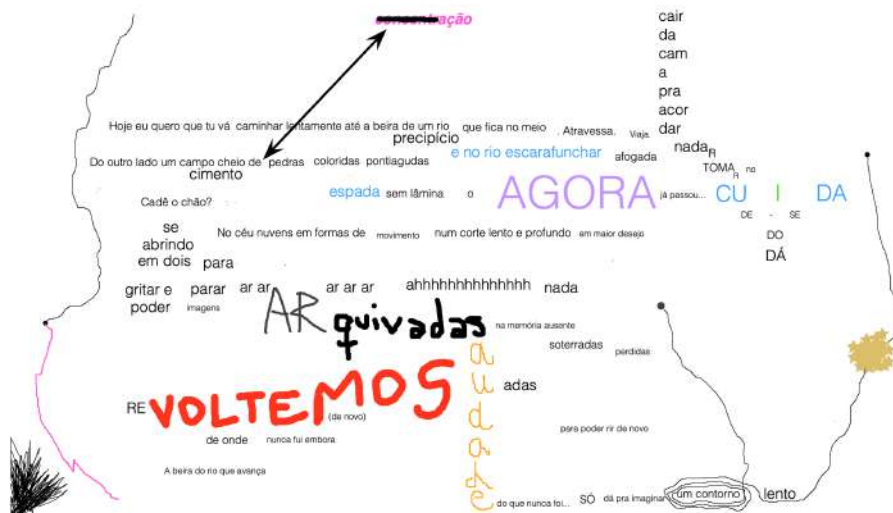 concentração
cair
da
cam
a
pra
acor
dar
Hoje eu quero que tu vá caminhar lentamente até a beira de um rio que fica no meio . Atravessa. Viaja.
precipício
nada R
Do outro lado um campo cheio de pedras coloridas pontiagudas e no rio escarafunchar afogada
cimento
TOMA R no
espada sem lâmina o AGORA já passou... CU I DA
Cadê o chão?
DE - SE
DO
DÁ
se
abrindo
em dois para
No céu nuvens em formas de movimento num corte lento e profundo em maior desejo
gritar e parar ar ar AR ar ar ar ahhhhhhhhhhhhhh nada
poder imagens
quivadas na memória ausente
soterradas perdidas
audade
adas
RE VOLTEMOS
(de novo)
de onde nunca fui embora
para poder rir de novo
A beira do rio que avança
do que nunca foi... SÓ dá pra imaginar um contorno lento